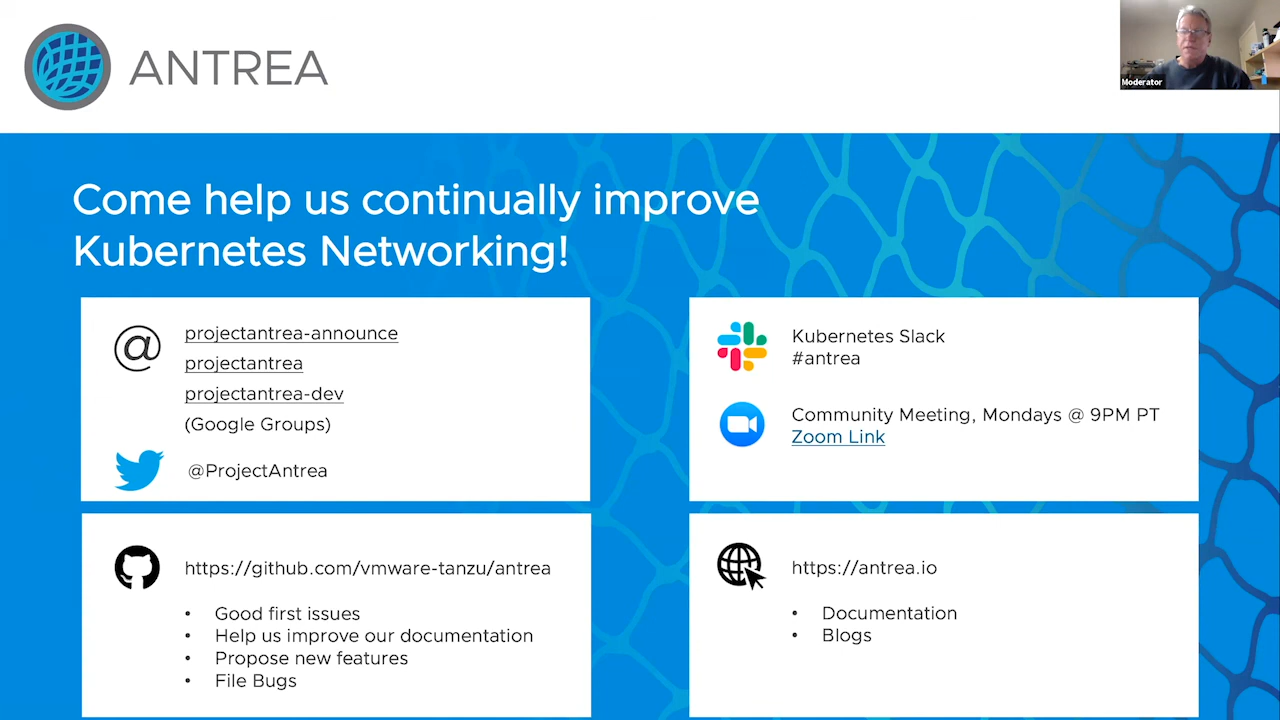 ANTREA
Moderator
Come help us continually improve
Kubernetes Networking!
@
projectantrea-announce
projectantrea
projectantrea-dev
(Google Groups)
@ProjectAntrea
Kubernetes Slack
#antrea
Community Meeting, Mondays @ 9PM PT
Zoom Link
https://github.com/vmware-tanzu/antrea
• Good first issues
• Help us improve our documentation
• Propose new features
• File Bugs
https://antrea.io
• Documentation
• Blogs